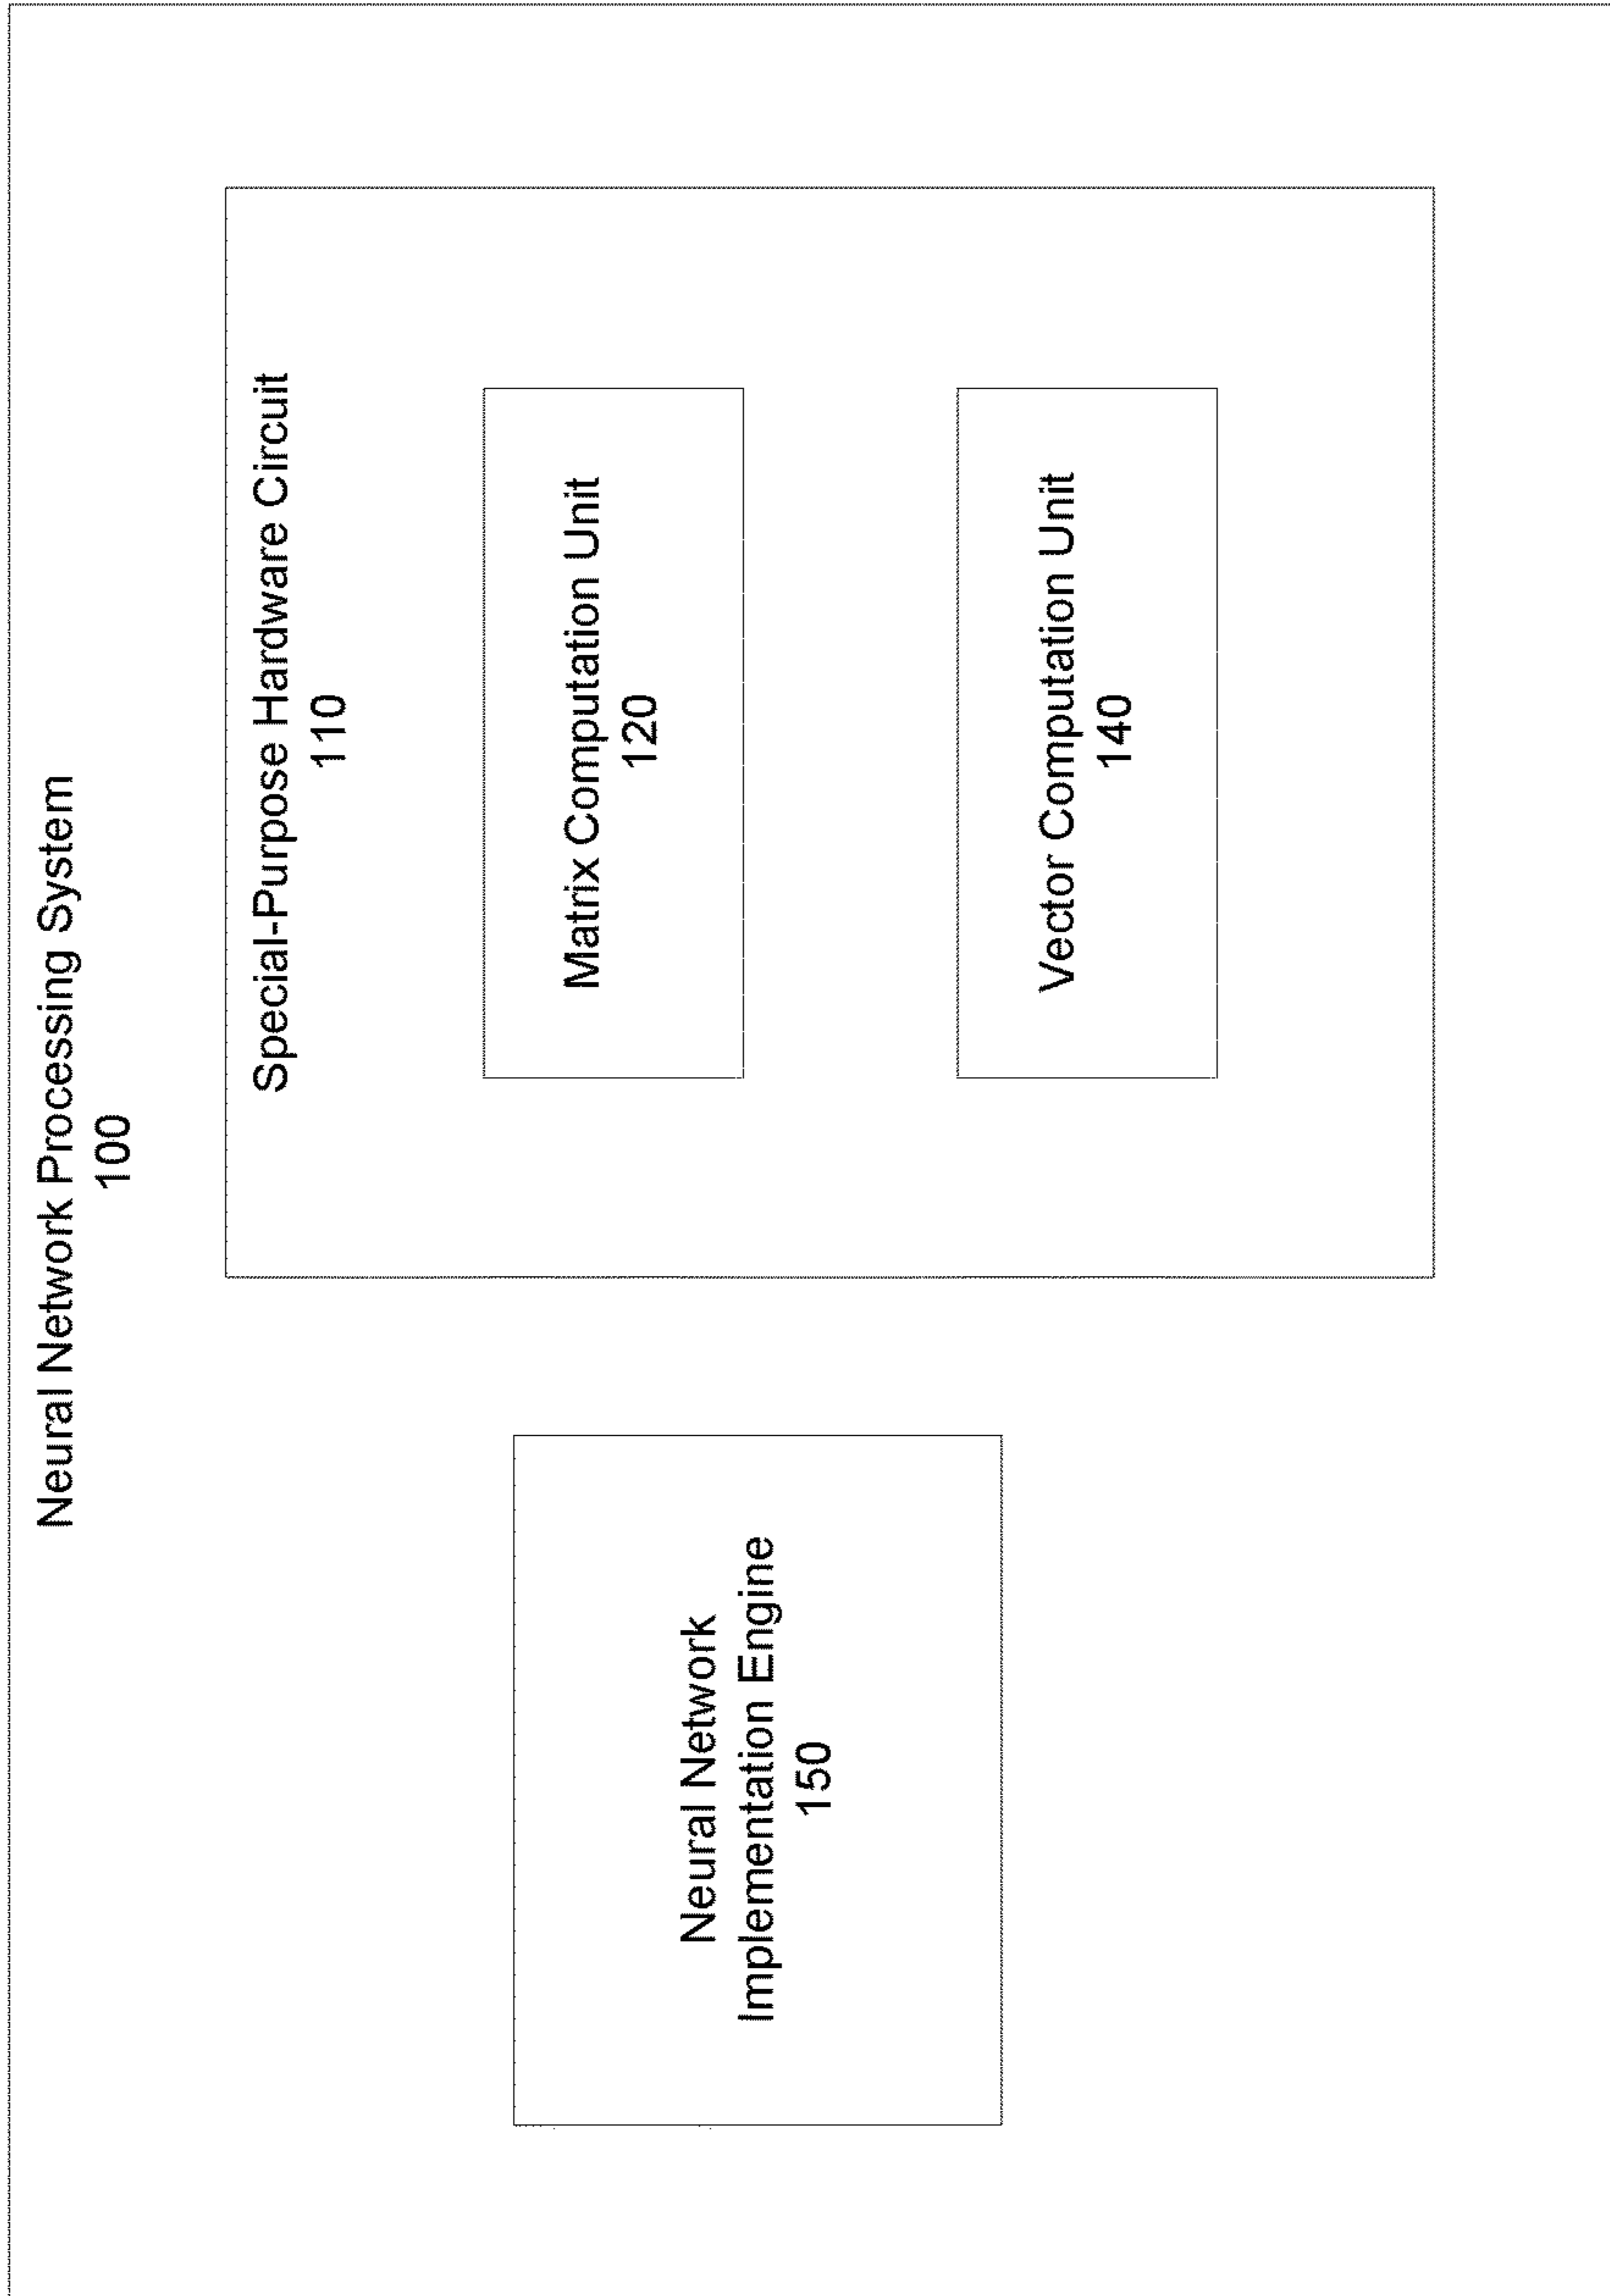 Neural Network Processing System
100
Neural Network
Implementation Engine
150
Special-Purpose Hardware Circuit
110
Matrix Computation Unit
120
Vector Computation Unit
140